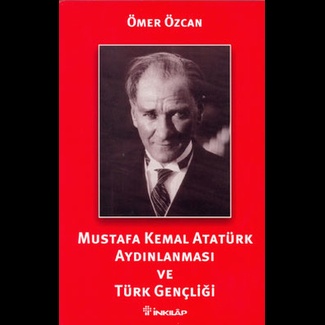 ÖMER ÖZCAN
MUSTAFA KEMAL ATATÜRK
AYDINLANMASI
VE
TÜRK GENÇLİĞİ
İNKILÂP